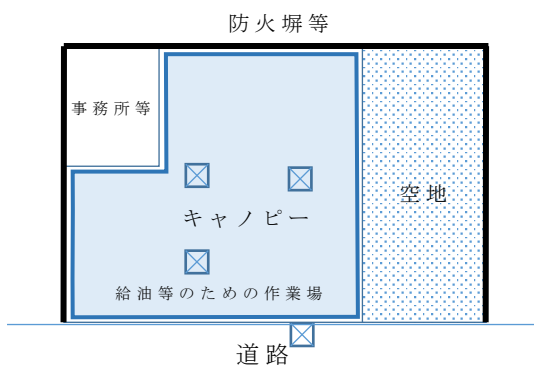 防火塀等
事務所等
空地
キャノピー
給油等のための作業場
道路